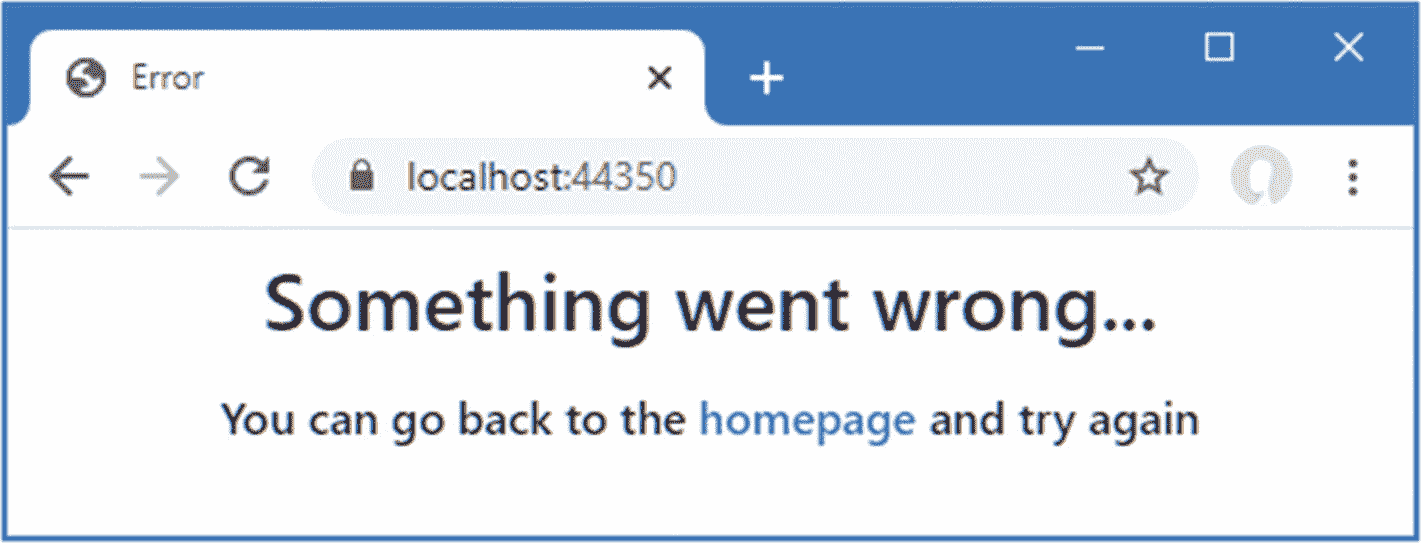 Error
localhost:44350
Something went wrong...
You can go back to the homepage and try again